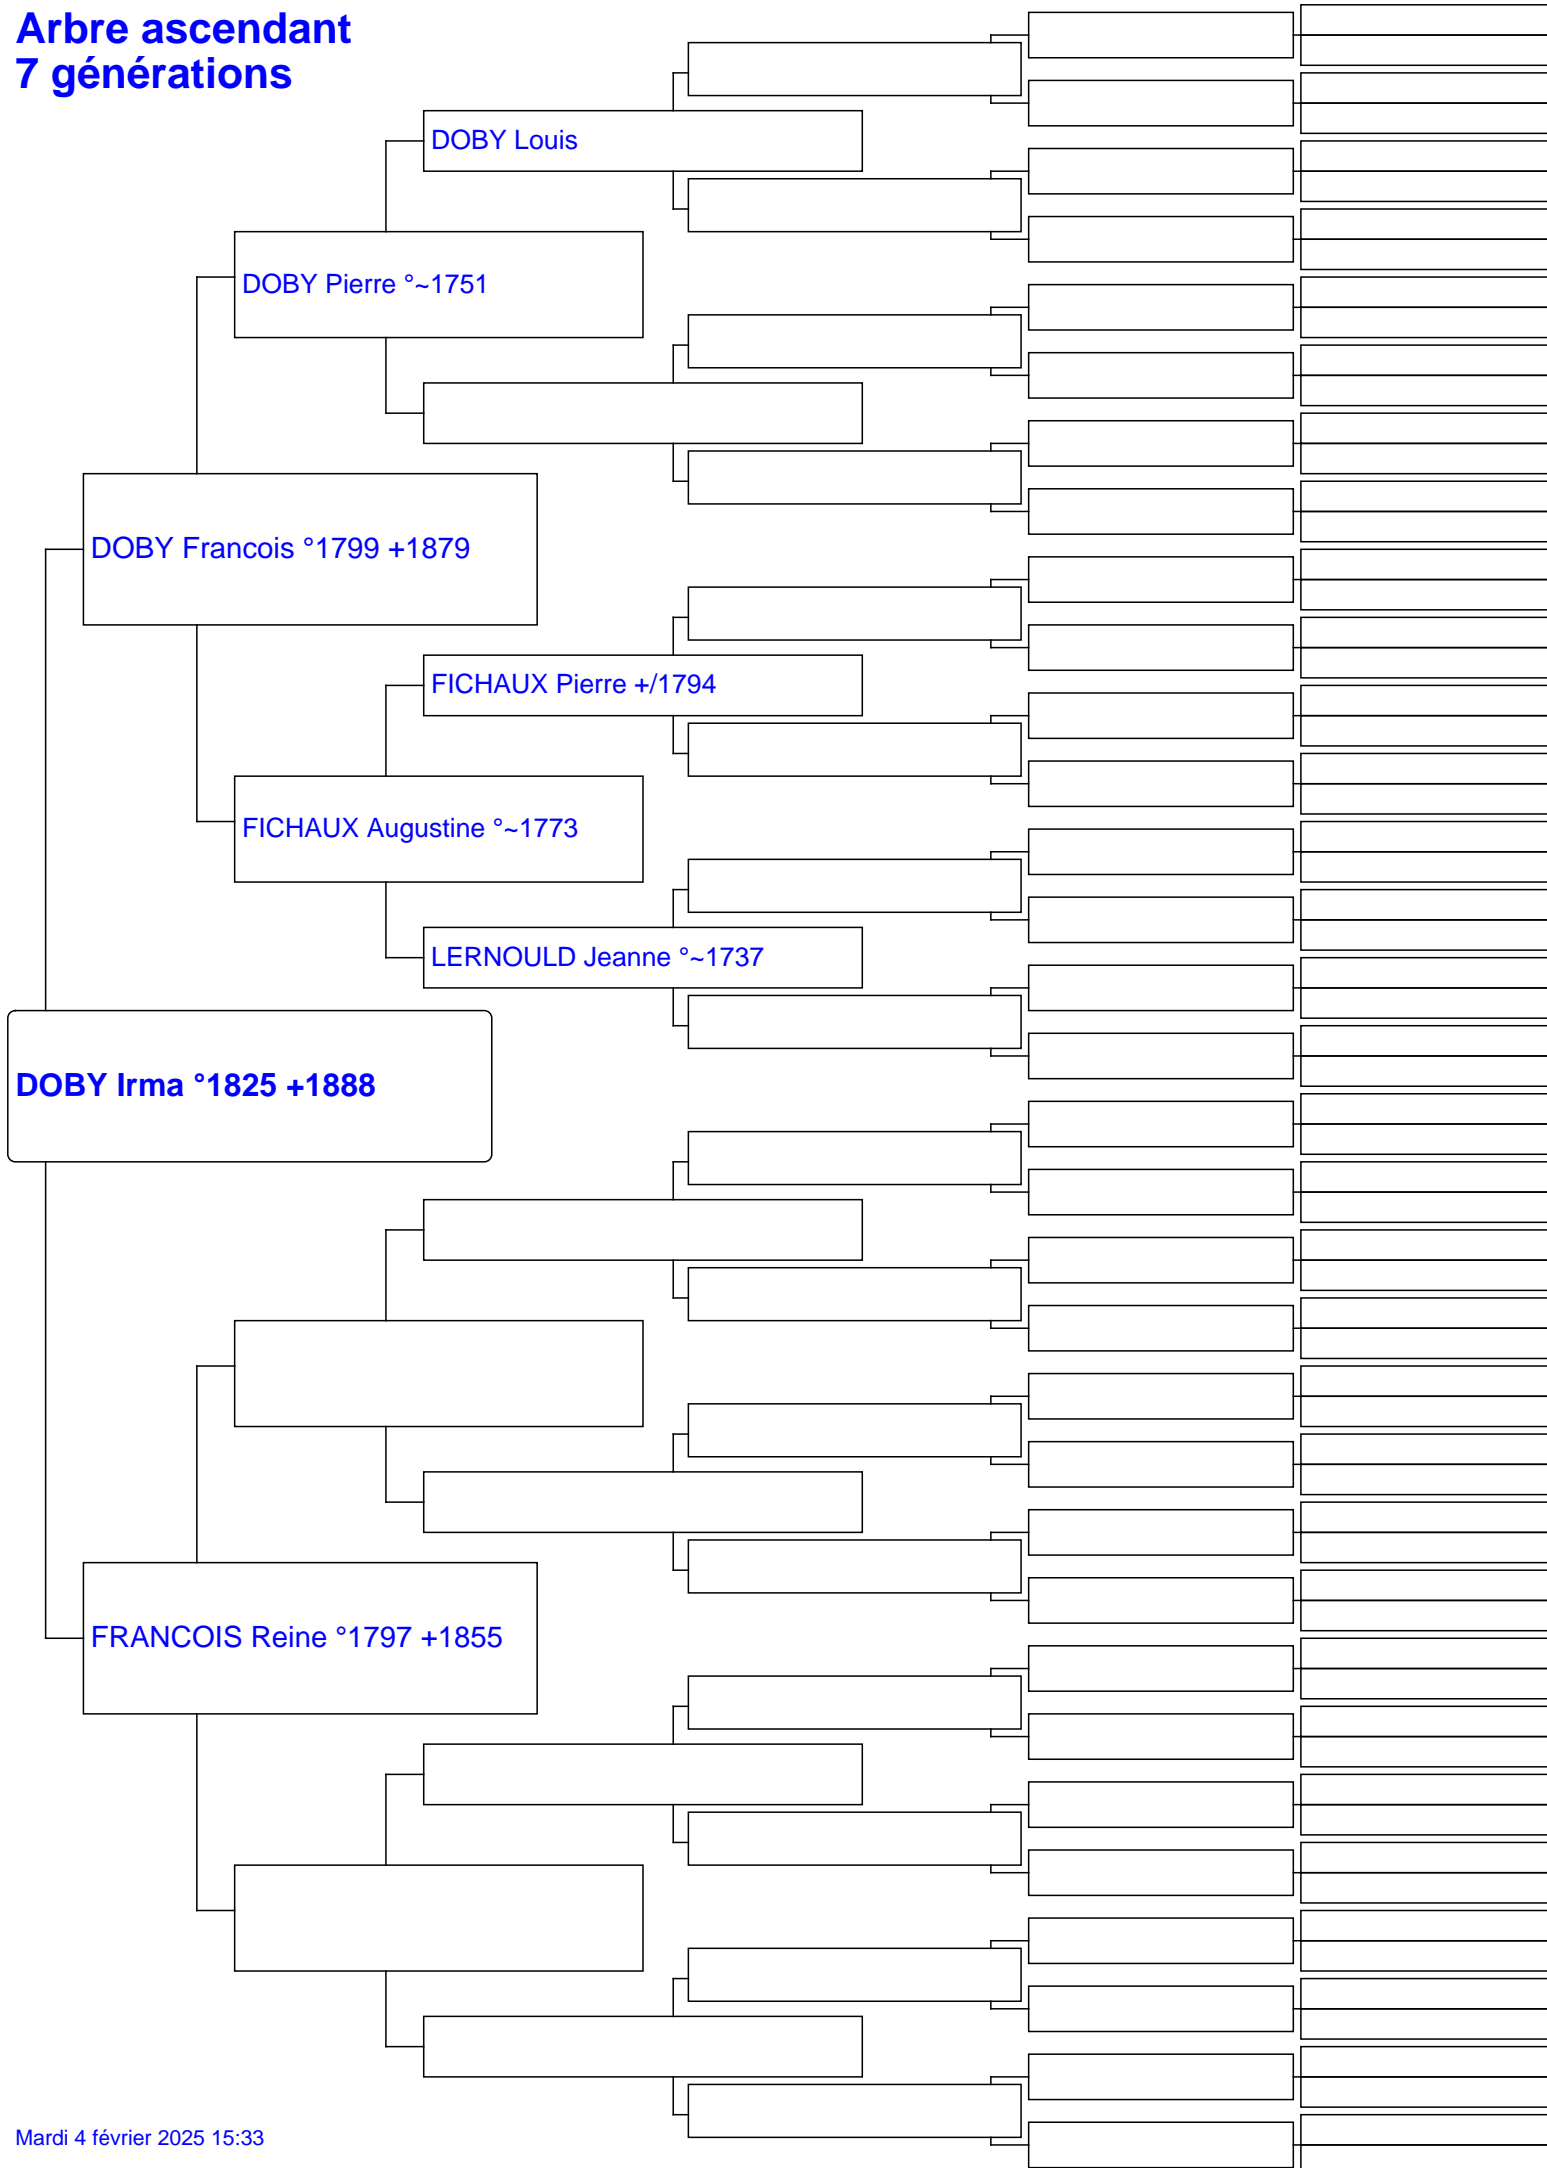 Arbre ascendant
7 générations
DOBY Louis
DOBY Pierre °~1751
DOBY Francois °1799 +1879
FICHAUX Pierre +/1794
FICHAUX Augustine °~1773
LERNOULD Jeanne °~1737
DOBY Irma °1825 +1888
FRANCOIS Reine °1797 +1855
Mardi 4 février 2025 15:33